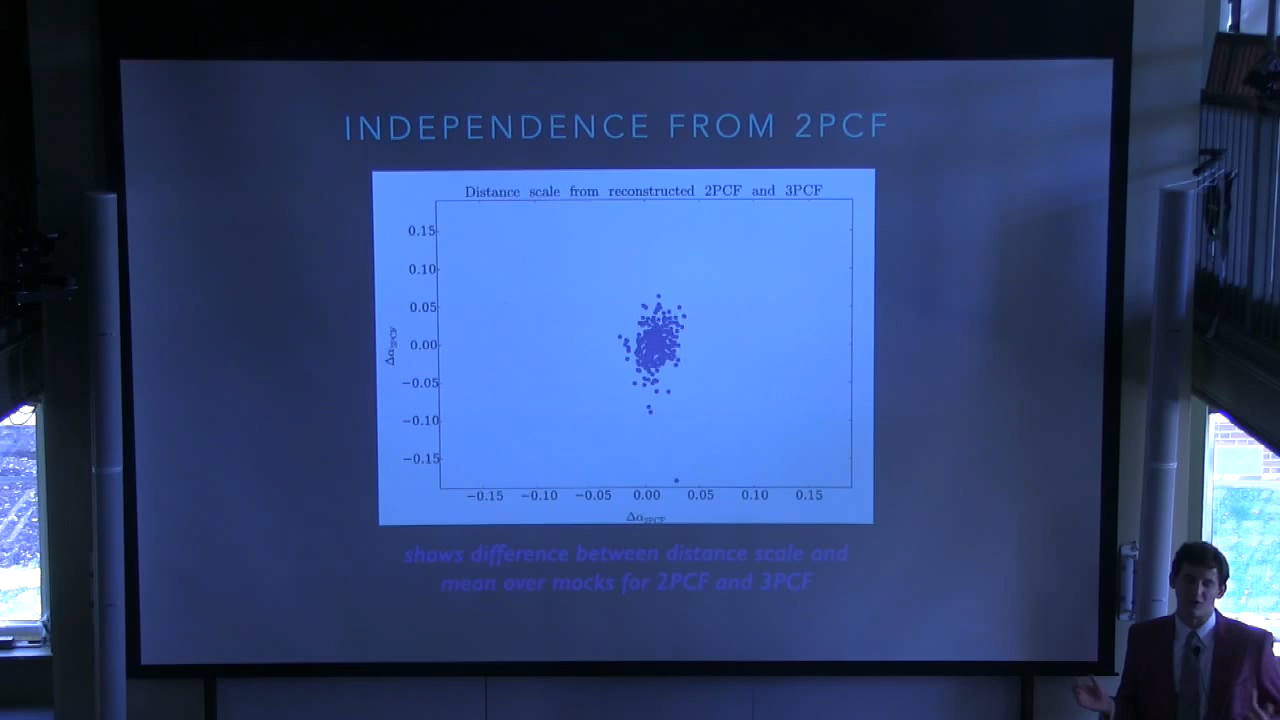 INDEPENDENCE FROM 2PCF
Distance scale from reconstructed 2PCF and 3PCF
0.15
0.10
0.05
0.00
−0.05
−0.10
−0.15
Δα3PCF
−0.15 −0.10 −0.05 0.00 0.05 0.10 0.15
Δα2PCF
shows difference between distance scale and
mean over mocks for 2PCF and 3PCF